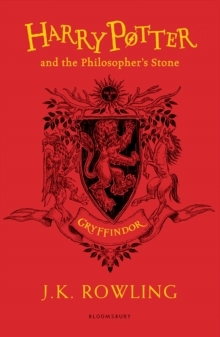 HARRY POTTER
and the Philosopher's Stone
GRYFFINDOR
J.K. ROWLING
BLOOMSBURY